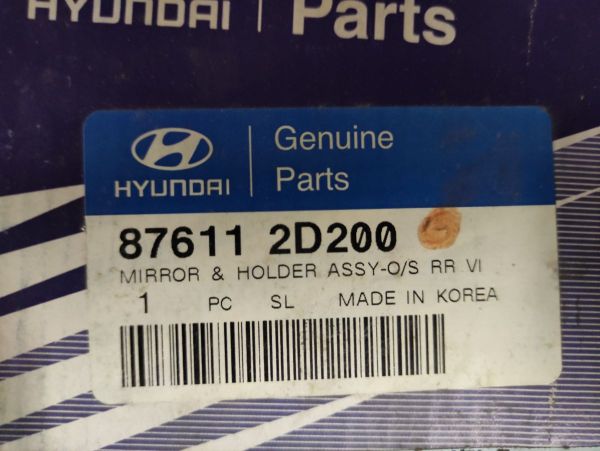 HYUNDAI | Parts
HYUNDAI | Genuine Parts
87611 2D200
MIRROR & HOLDER ASSY-O/S RR VI
1 PC SL MADE IN KOREA